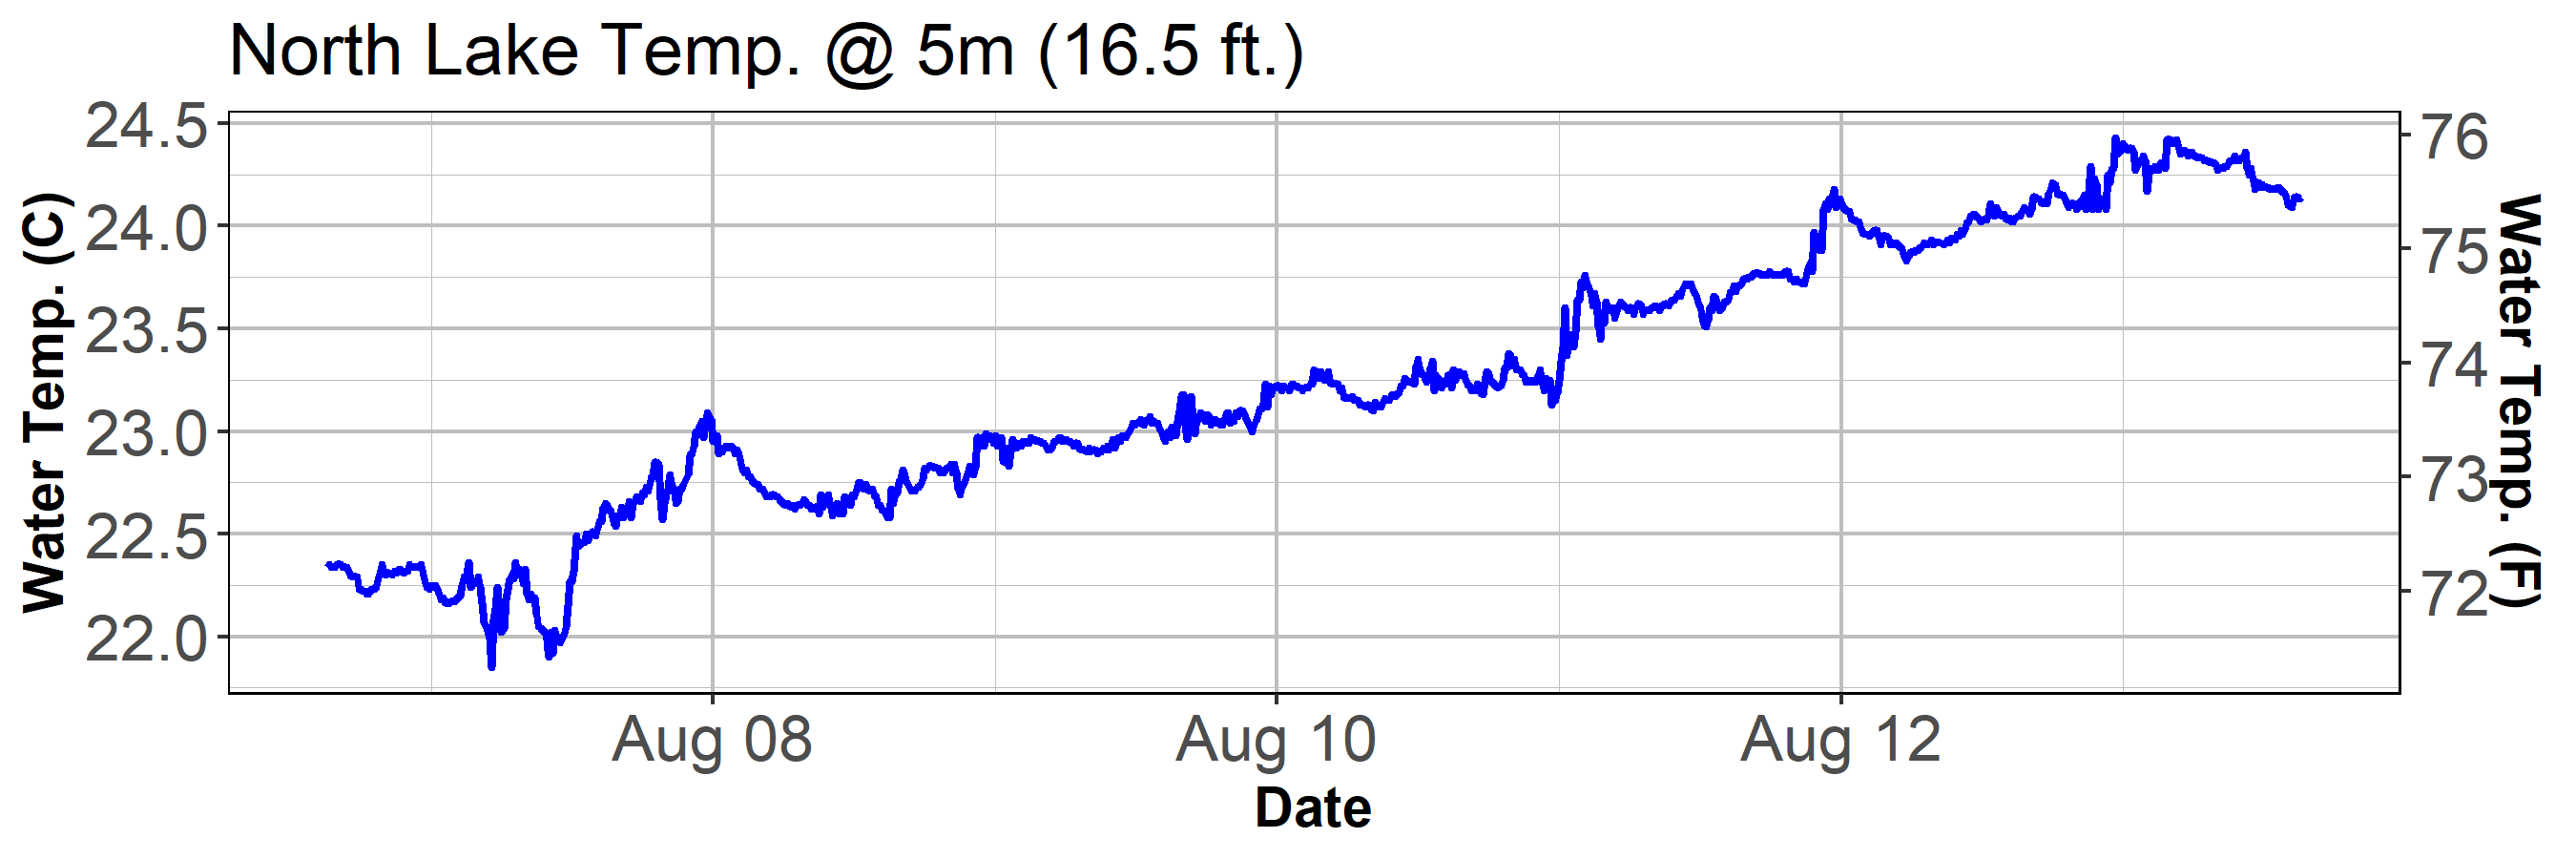 North Lake Temp. @ 5m (16.5 ft.)
Water Temp. (C)
24.5
24.0
23.5
23.0
22.5
22.0
76
75
74
73
72
Water Temp. (F)
Aug 08 Aug 10 Aug 12
Date